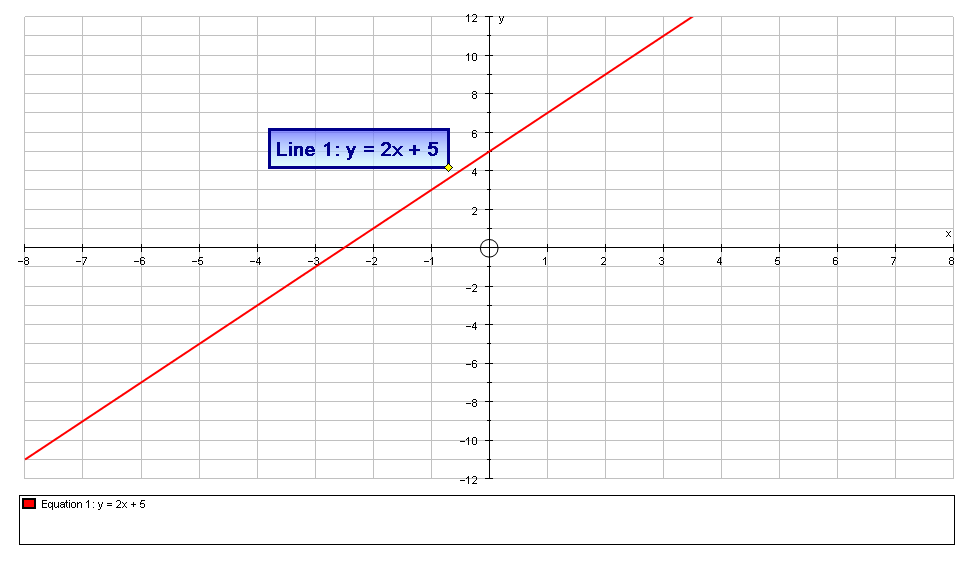 12
y
10
8
6
Line 1: y = 2x + 5
4
2
x
−8 −7 −6 −5 −4 −3 −2 −1 1 2 3 4 5 6 7 8
−2
−4
−6
−8
−10
−12
Equation 1: y = 2x + 5